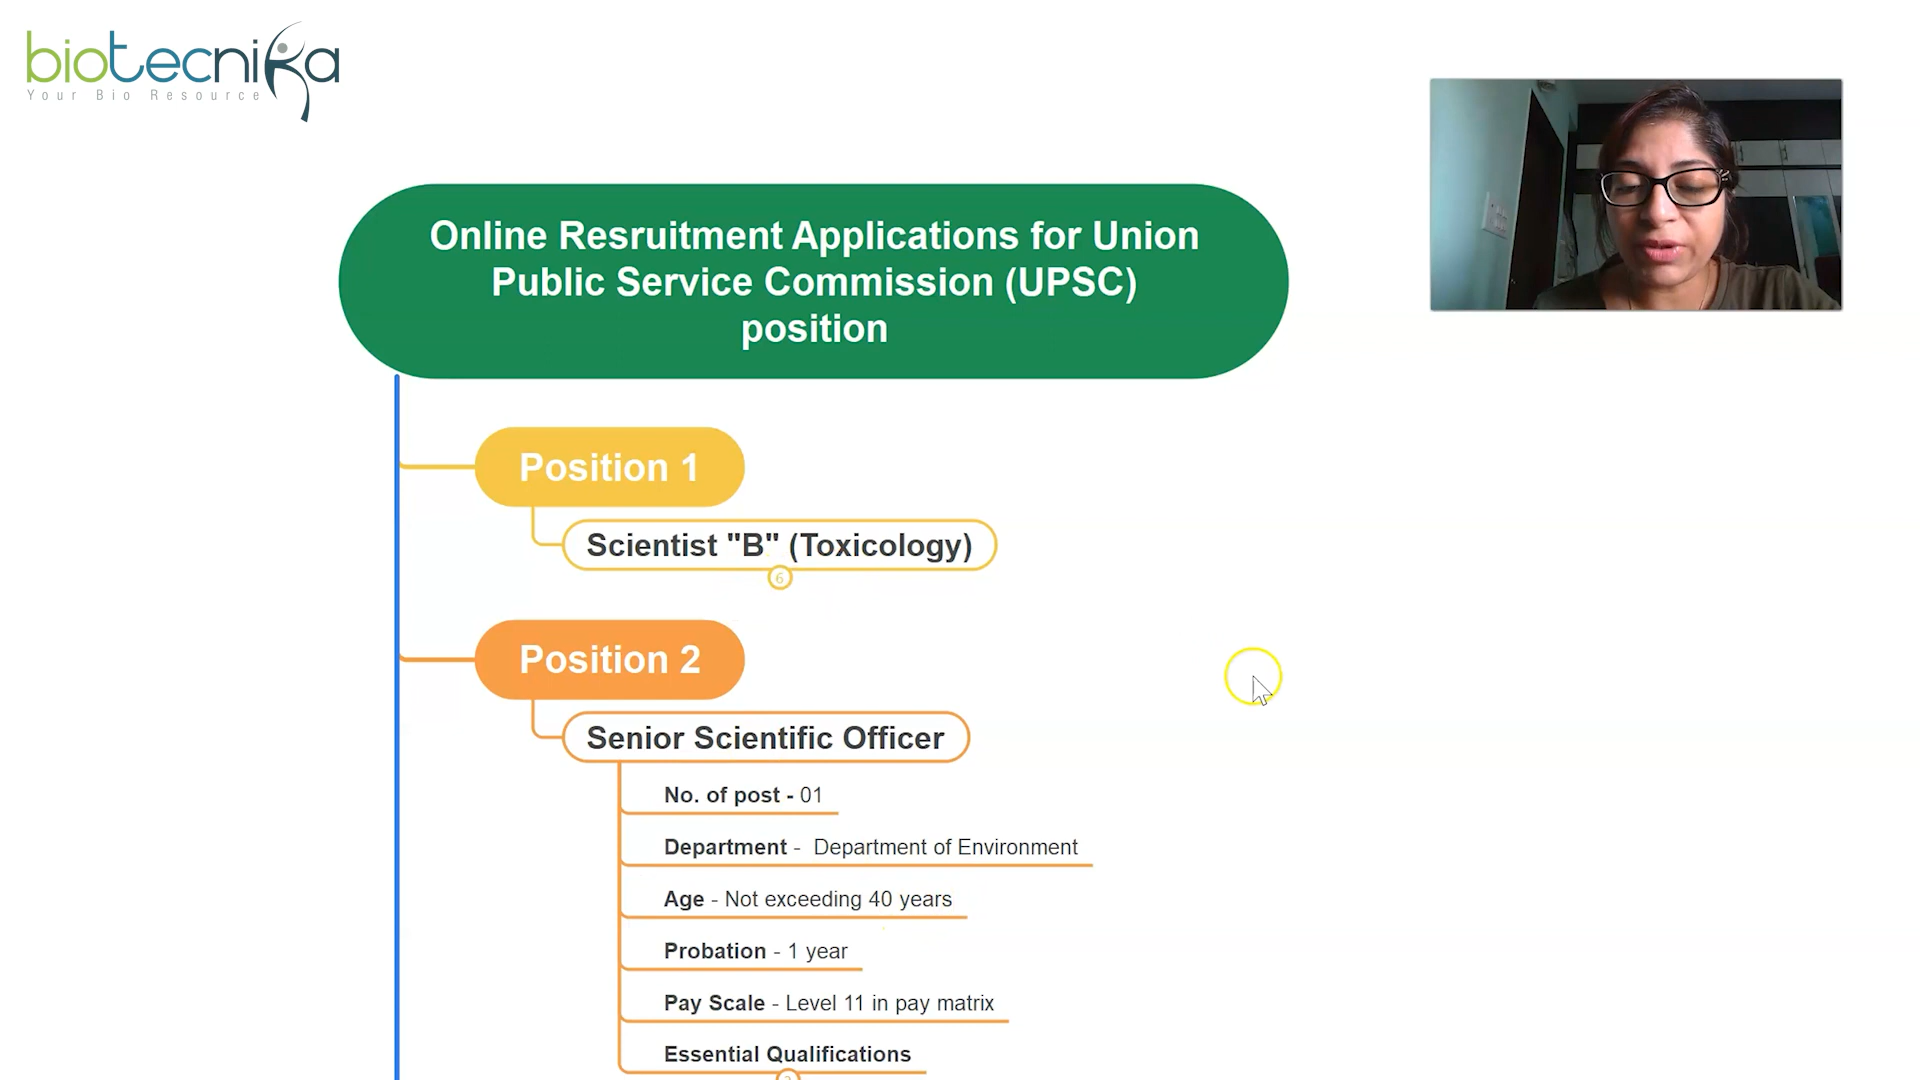 biotecnika
Your Bio Resource
Online Resruitment Applications for Union
Public Service Commission (UPSC)
position
Position 1
Scientist "B" (Toxicology)
6
Position 2
Senior Scientific Officer
No. of post - 01
Department - Department of Environment
Age - Not exceeding 40 years
Probation - 1 year
Pay Scale - Level 11 in pay matrix
Essential Qualifications